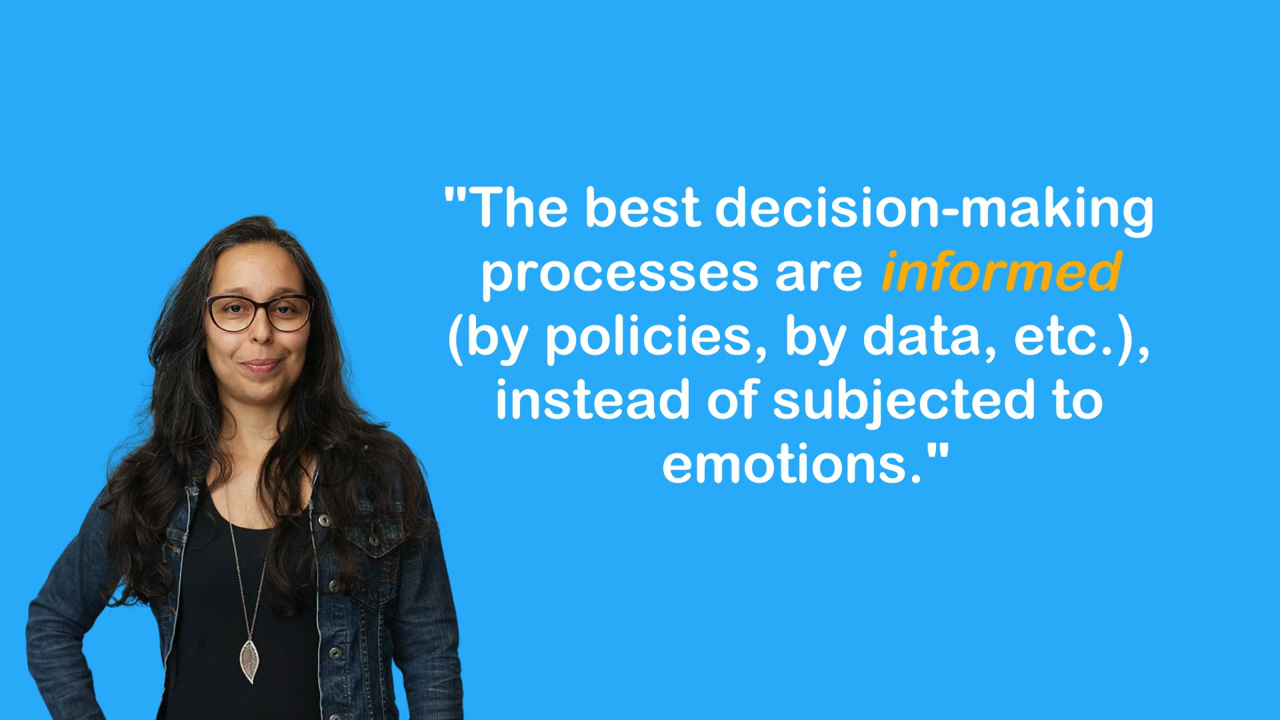 "The best decision-making
processes are informed
(by policies, by data, etc.),
instead of subjected to
emotions."